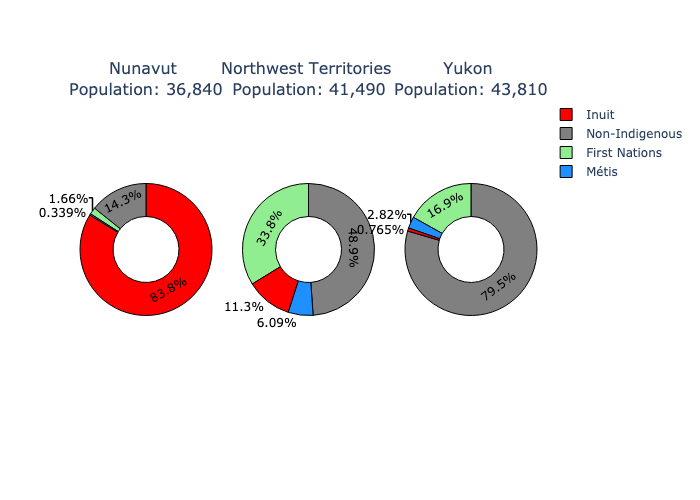 Nunavut
Population: 36,840
Northwest Territories
Population: 41,490
Yukon
Population: 43,810
Inuit
Non-Indigenous
First Nations
Métis
1.66%
0.339%
14.3%
83.8%
33.8%
48.9%
11.3%
6.09%
2.82%
0.765%
16.9%
79.5%